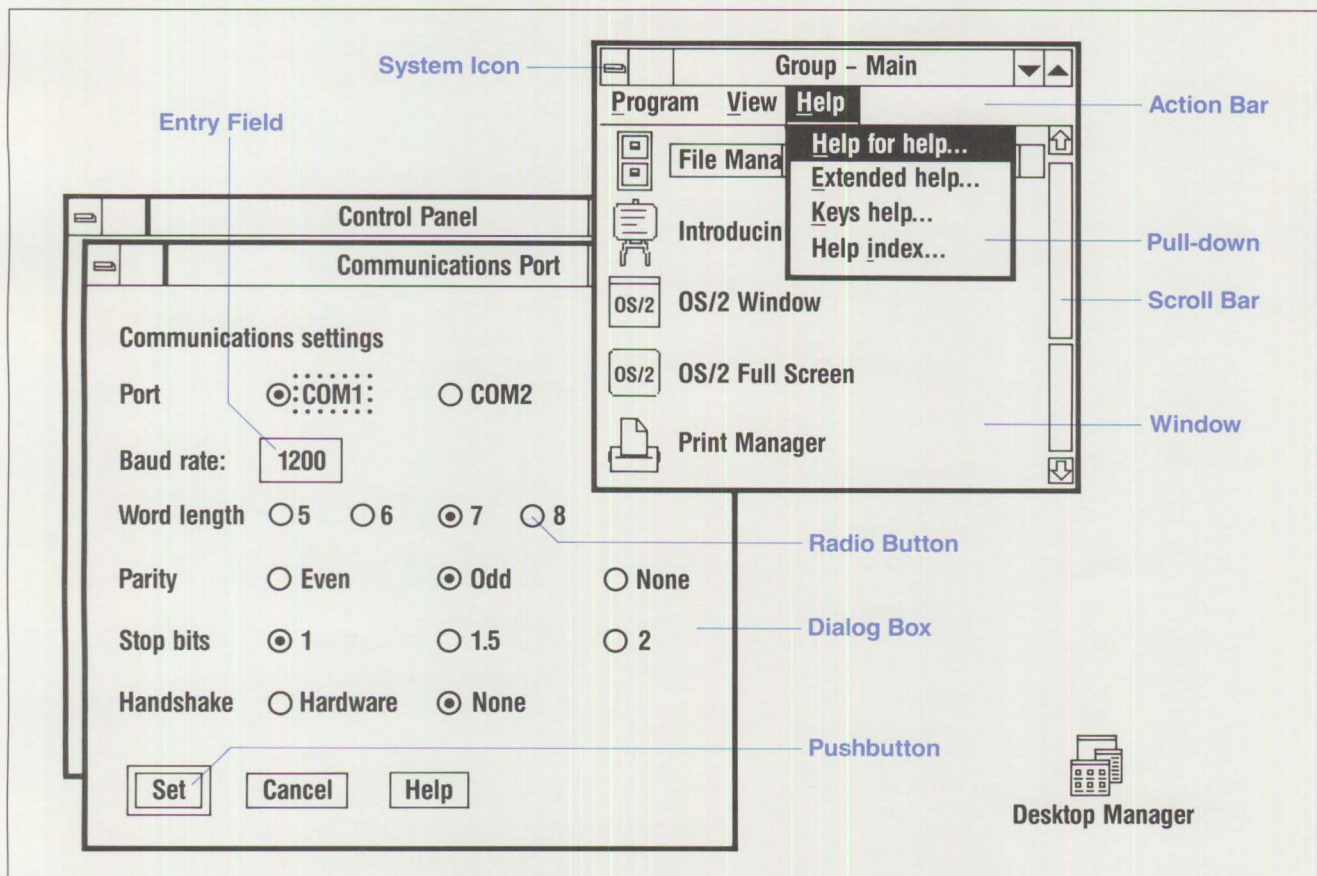 System Icon
Group – Main
Program View Help
Action Bar
Entry Field
Help for help...
File Mana
Extended help...
Keys help...
Introducin
Help index...
Pull-down
Control Panel
Communications Port
OS/2 OS/2 Window
Scroll Bar
Communications settings
OS/2 OS/2 Full Screen
Port COM1 COM2
Window
Print Manager
Baud rate: 1200
Word length 5 6 7 8
Radio Button
Parity Even Odd None
Stop bits 1 1.5 2
Dialog Box
Handshake Hardware None
Pushbutton
Set Cancel Help
Desktop Manager